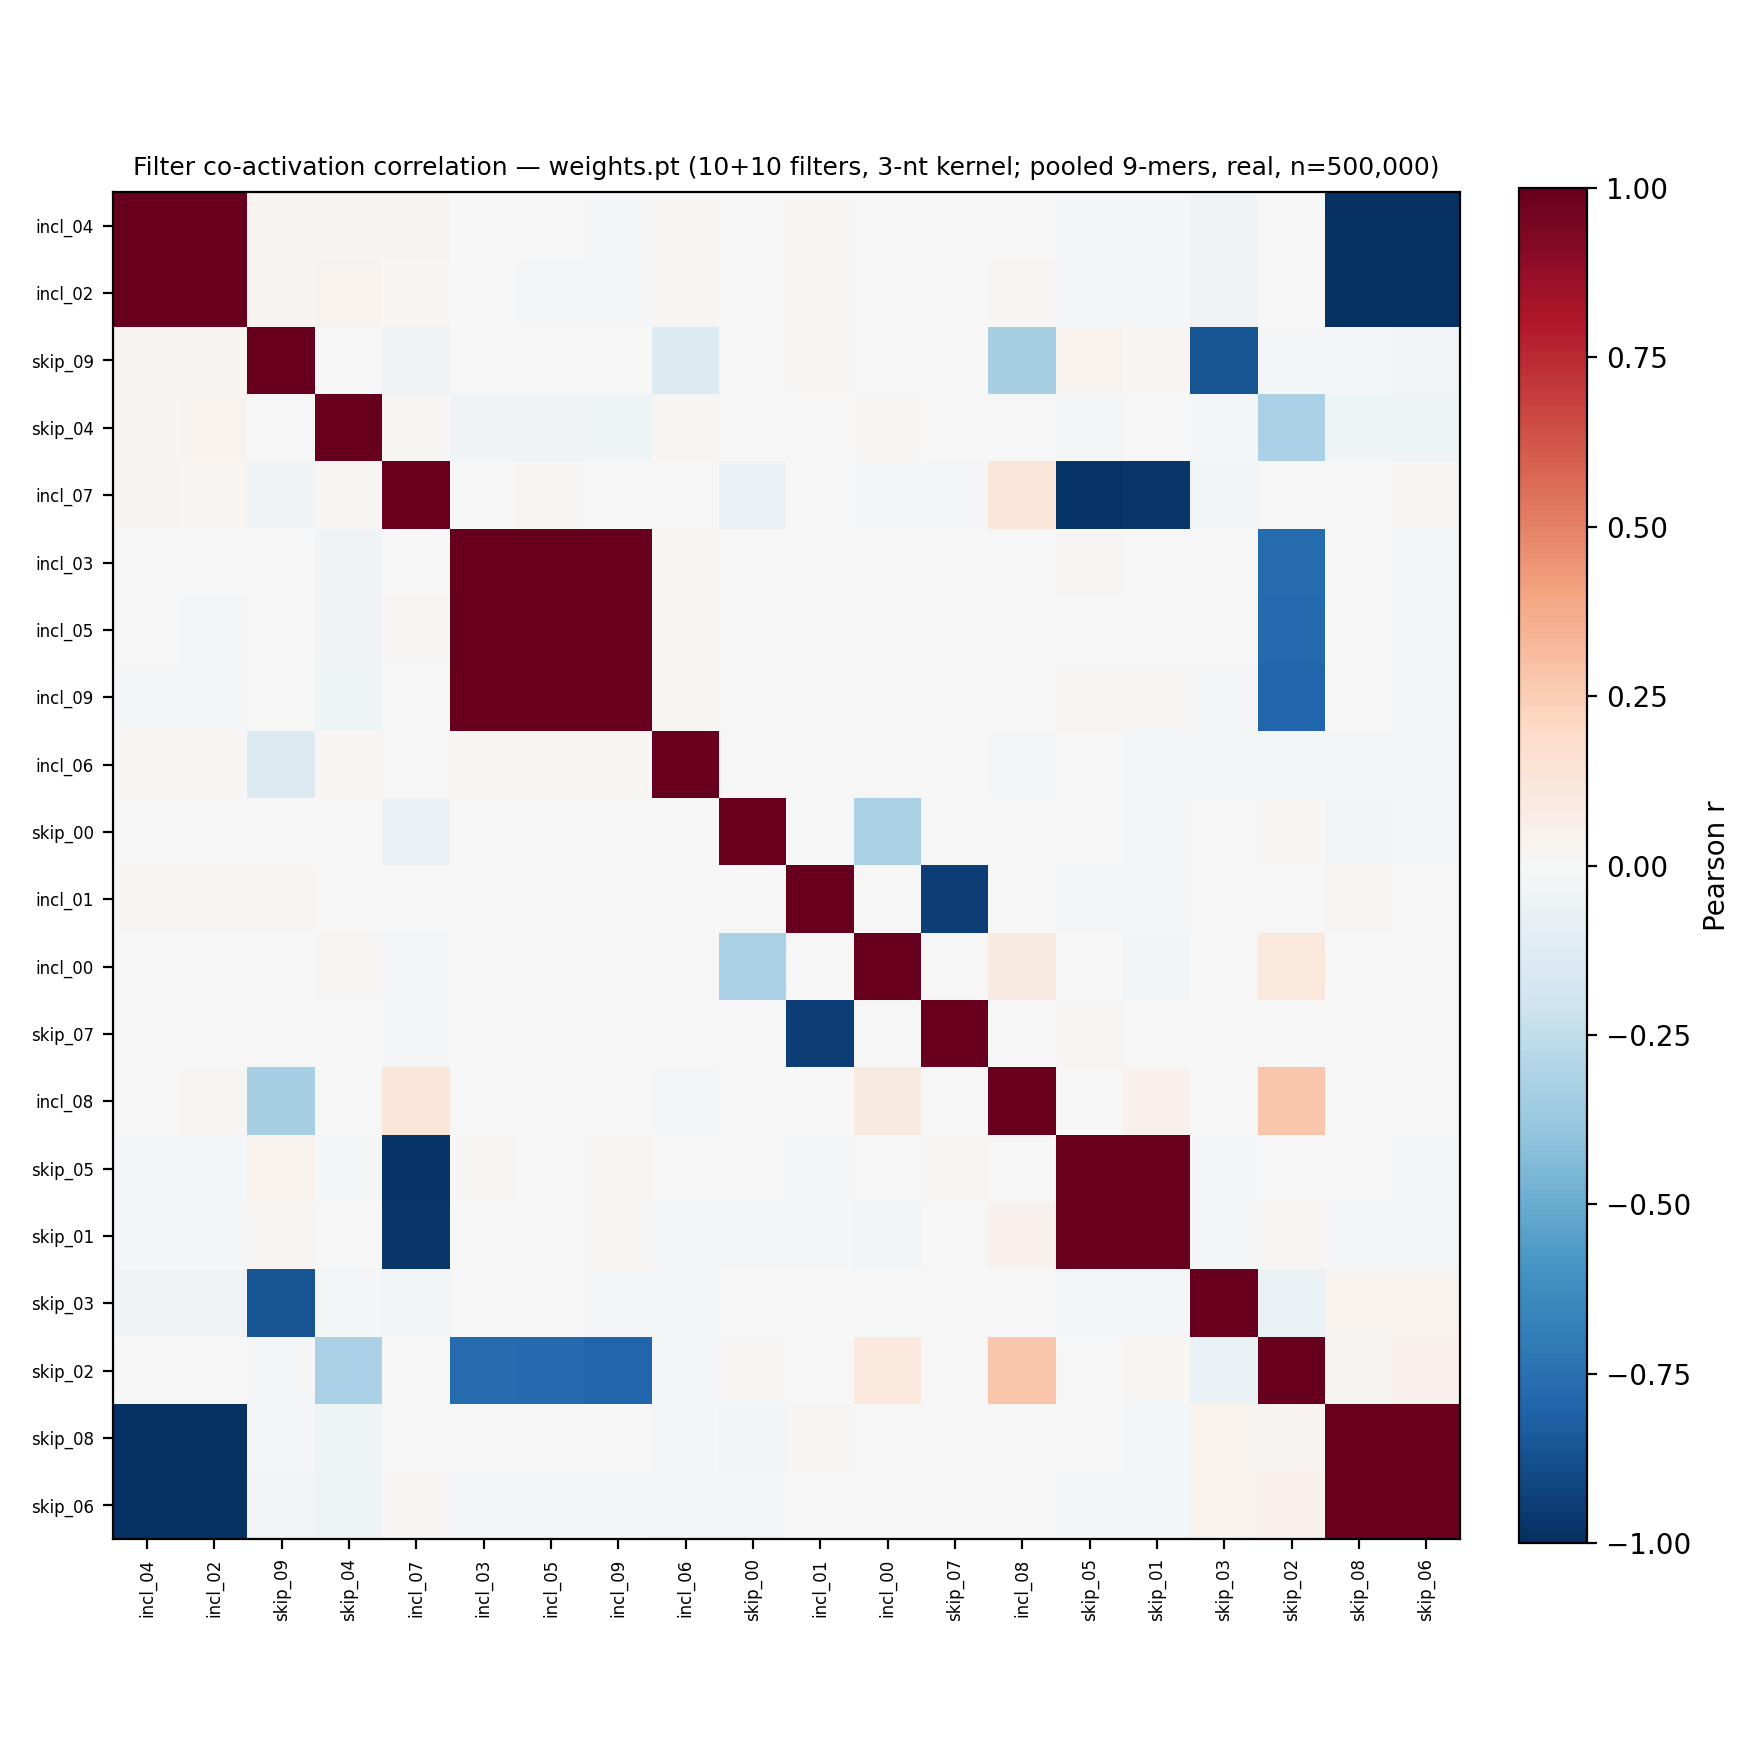 Filter co-activation correlation — weights.pt (10+10 filters, 3-nt kernel; pooled 9-mers, real, n=500,000)
incl_04
incl_02
skip_09
skip_04
incl_07
incl_03
incl_05
incl_09
incl_06
skip_00
incl_01
incl_00
skip_07
incl_08
skip_05
skip_01
skip_03
skip_02
skip_08
skip_06
incl_04 incl_02 skip_09 skip_04 incl_07 incl_03 incl_05 incl_09 incl_06 skip_00 incl_01 incl_00 skip_07 incl_08 skip_05 skip_01 skip_03 skip_02 skip_08 skip_06
1.00
0.75
0.50
0.25
0.00
−0.25
−0.50
−0.75
−1.00
Pearson r